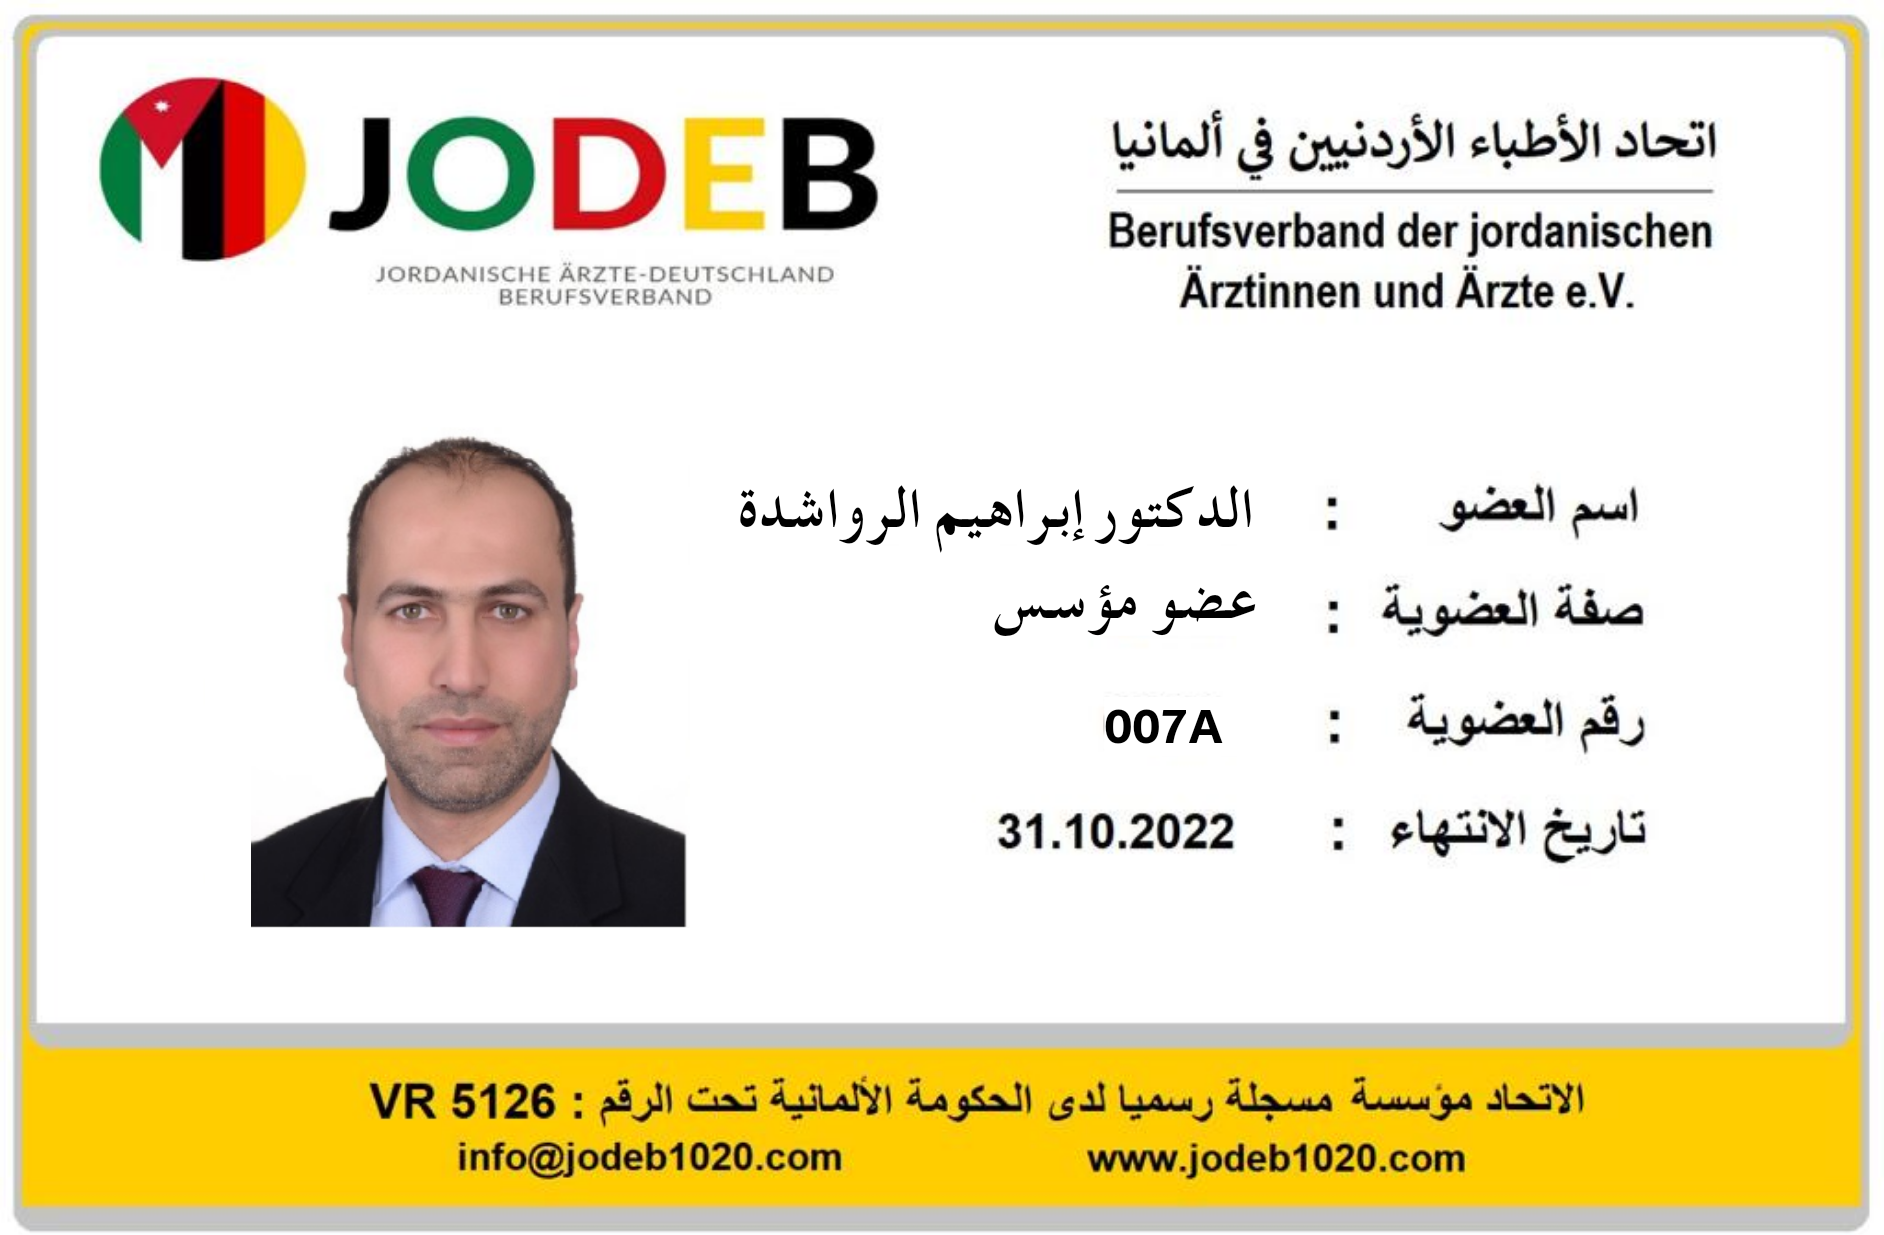 JODEB
JORDANISCHE ÄRZTE-DEUTSCHLAND
BERUFSVERBAND
اتحاد الأطباء الأردنيين في ألمانيا
Berufsverband der jordanischen
Ärztinnen und Ärzte e.V.
اسم العضو : الدكتور إبراهيم الرواشدة
صفة العضوية : عضو مؤسس
رقم العضوية : 007A
تاريخ الانتهاء : 31.10.2022
الاتحاد مؤسسة مسجلة رسميا لدى الحكومة الألمانية تحت الرقم : VR 5126
info@jodeb1020.com www.jodeb1020.com